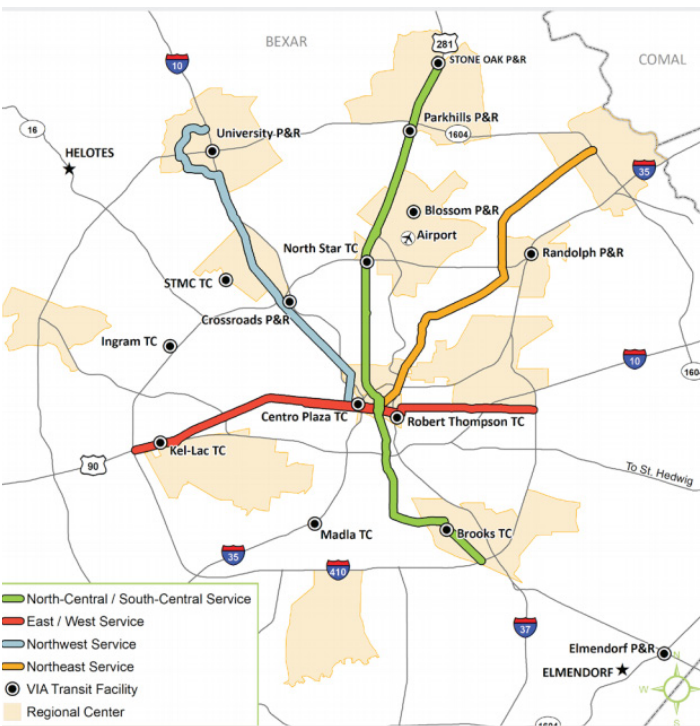 BEXAR
281
COMAL
STONE OAK P&R
10
Parkhills P&R
1604
16
University P&R
HELOTES
35
Blossom P&R
Airport
North Star TC
Randolph P&R
STMC TC
Crossroads P&R
Ingram TC
10
1604
Centro Plaza TC
Robert Thompson TC
Kel-Lac TC
90
To St. Hedwig
Madla TC
Brooks TC
35
410
North-Central / South-Central Service
East / West Service
Northwest Service
Northeast Service
VIA Transit Facility
Regional Center
37
Elmendorf P&R
ELMENDORF
N
W
E
S
1604